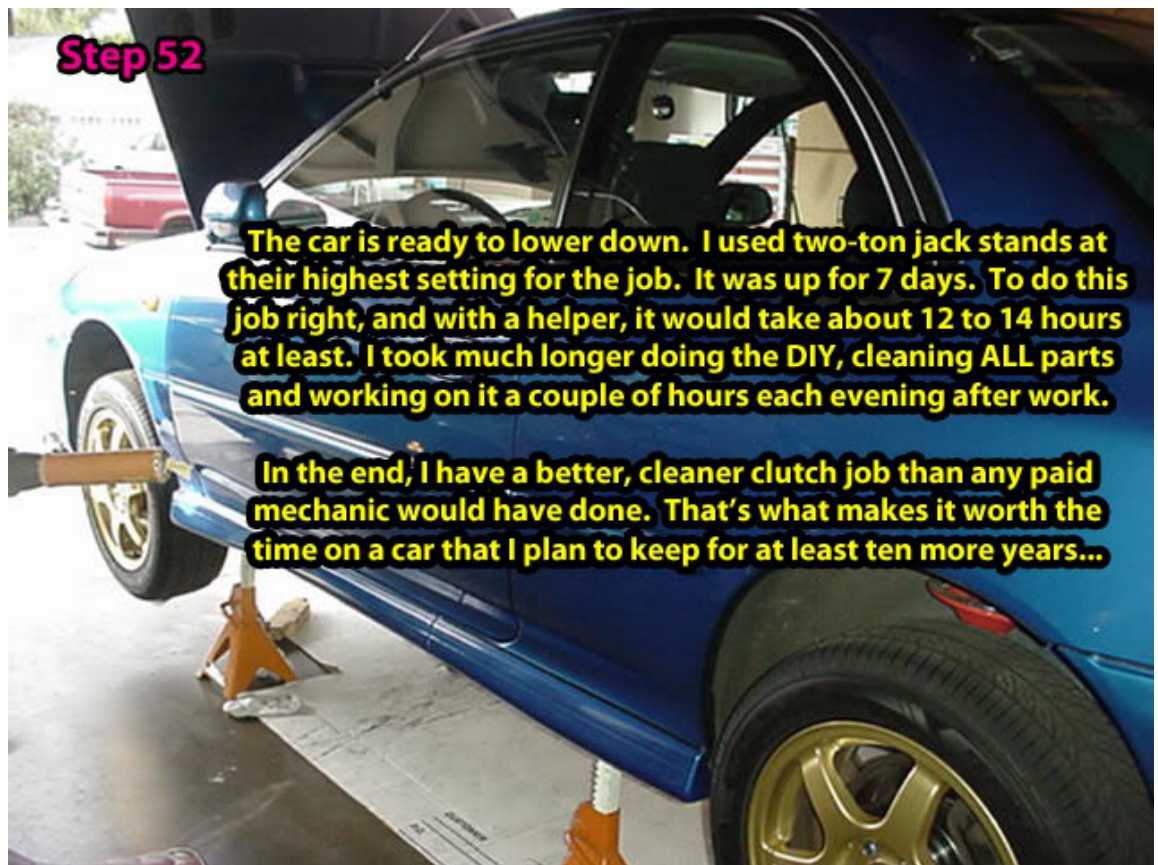 Step 52
The car is ready to lower down. I used two-ton jack stands at
their highest setting for the job. It was up for 7 days. To do this
job right, and with a helper, it would take about 12 to 14 hours
at least. I took much longer doing the DIY, cleaning ALL parts
and working on it a couple of hours each evening after work.
In the end, I have a better, cleaner clutch job than any paid
mechanic would have done. That's what makes it worth the
time on a car that I plan to keep for at least ten more years...
CUSTOMER
P.O.